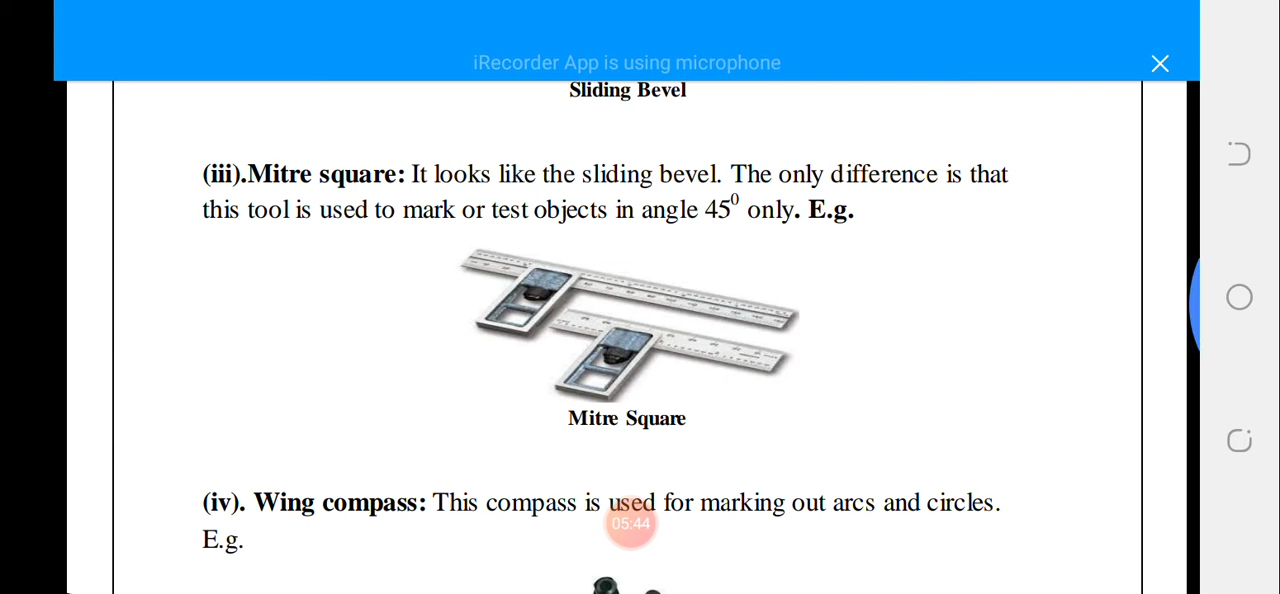 iRecorder App is using microphone
Sliding Bevel
(iii).Mitre square: It looks like the sliding bevel. The only difference is that
this tool is used to mark or test objects in angle 45⁰ only. E.g.
Mitre Square
(iv). Wing compass: This compass is used for marking out arcs and circles.
05:44
E.g.